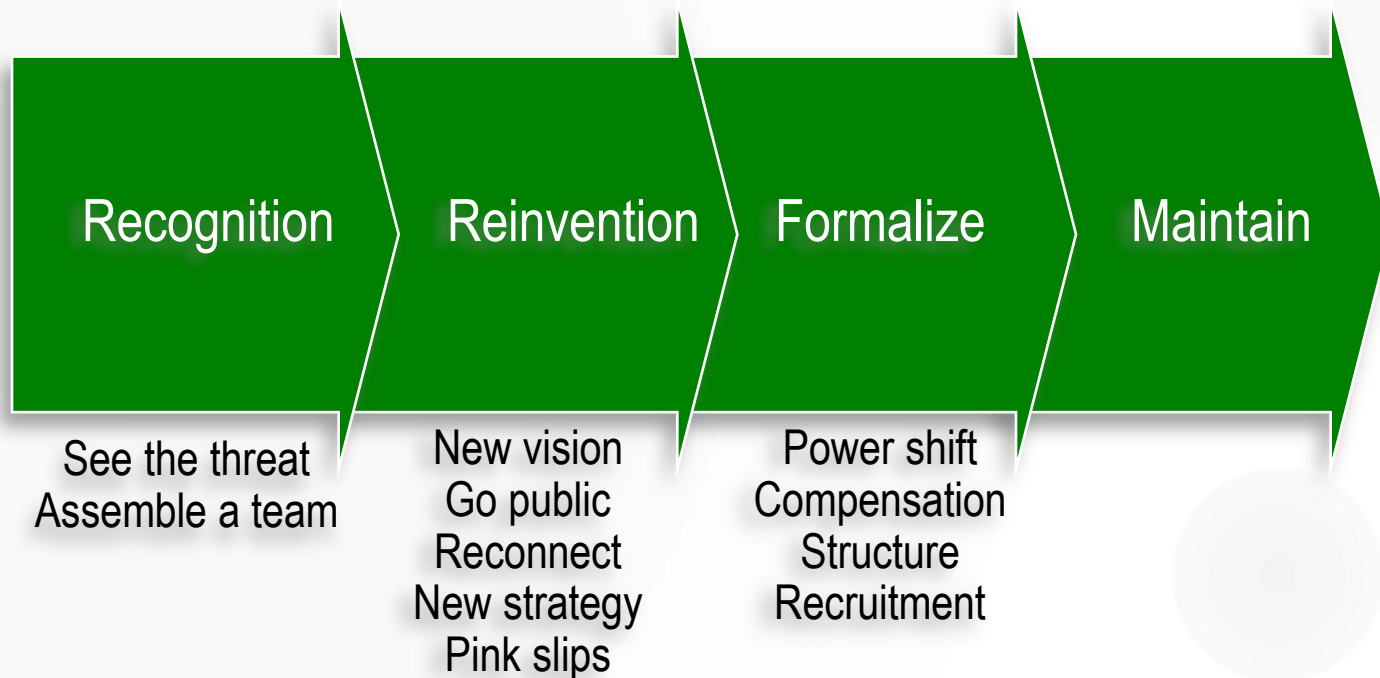 Recognition
See the threat
Assemble a team
Reinvention
New vision
Go public
Reconnect
New strategy
Pink slips
Formalize
Power shift
Compensation
Structure
Recruitment
Maintain